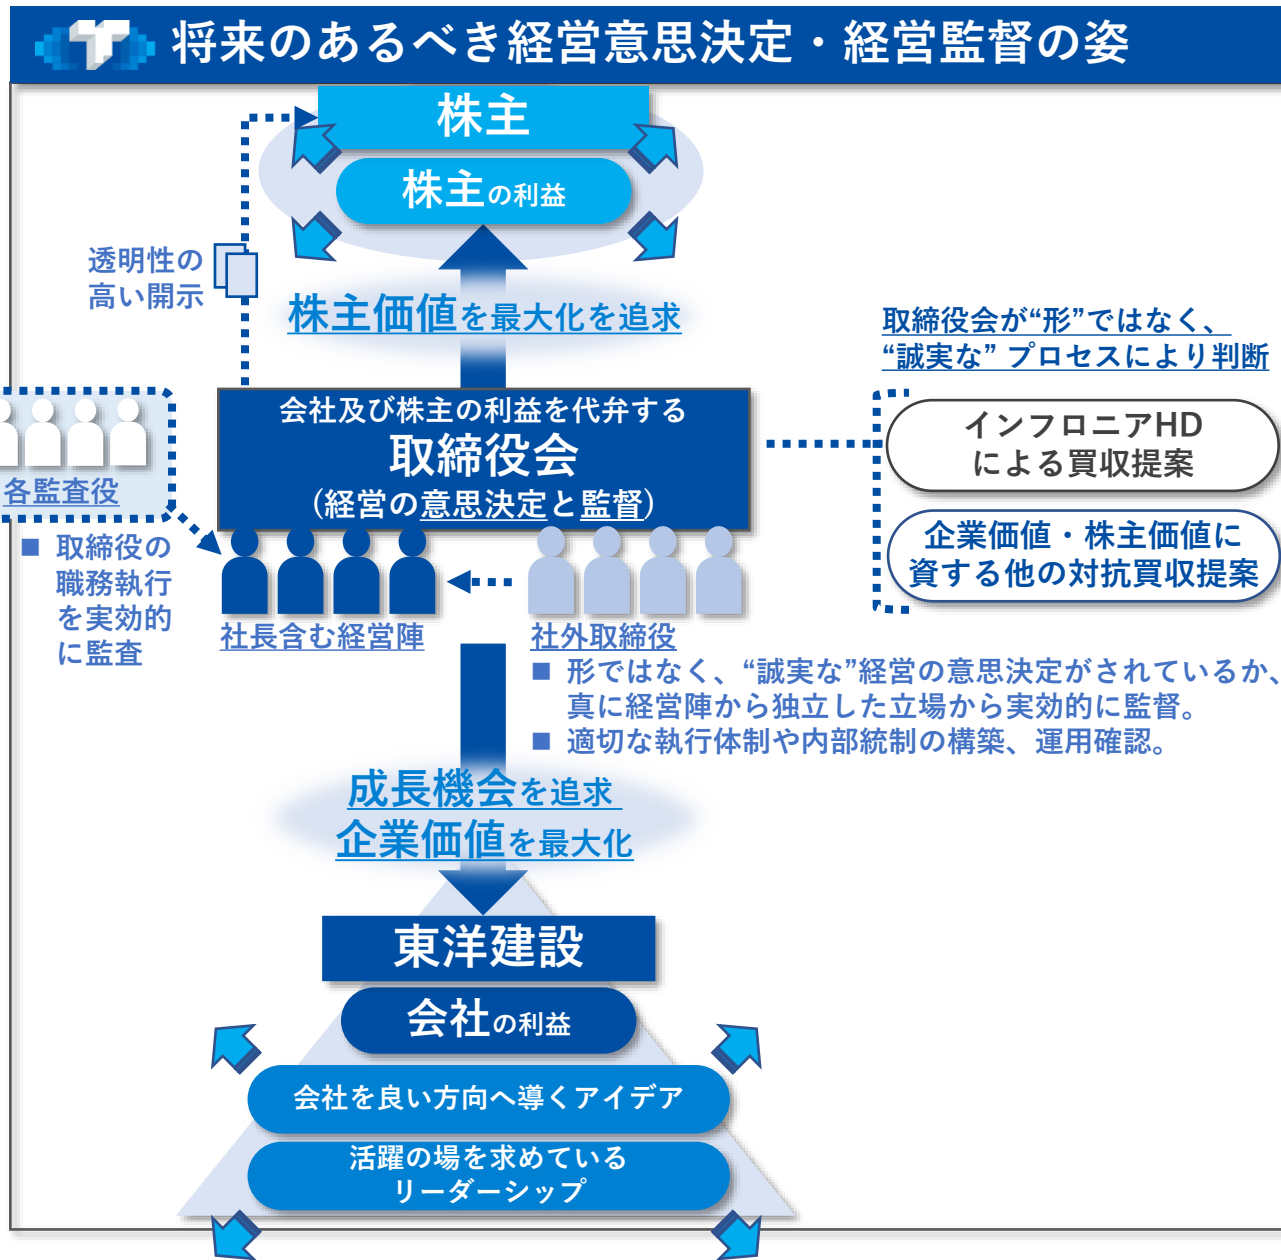 将来のあるべき経営意思決定・経営監督の姿
株主
株主の利益
透明性の
高い開示
株主価値を最大化を追求
取締役会が“形”ではなく、
“誠実な” プロセスにより判断
会社及び株主の利益を代弁する
取締役会
（経営の意思決定と監督）
インフロニアHD
による買収提案
企業価値・株主価値に
資する他の対抗買収提案
各監査役
■ 取締役の
職務執行
を実効的
に監査
社長含む経営陣
社外取締役
■ 形ではなく、“誠実な”経営の意思決定がされているか、
真に経営陣から独立した立場から実効的に監督。
■ 適切な執行体制や内部統制の構築、運用確認。
成長機会を追求
企業価値を最大化
東洋建設
会社の利益
会社を良い方向へ導くアイデア
活躍の場を求めている
リーダーシップ